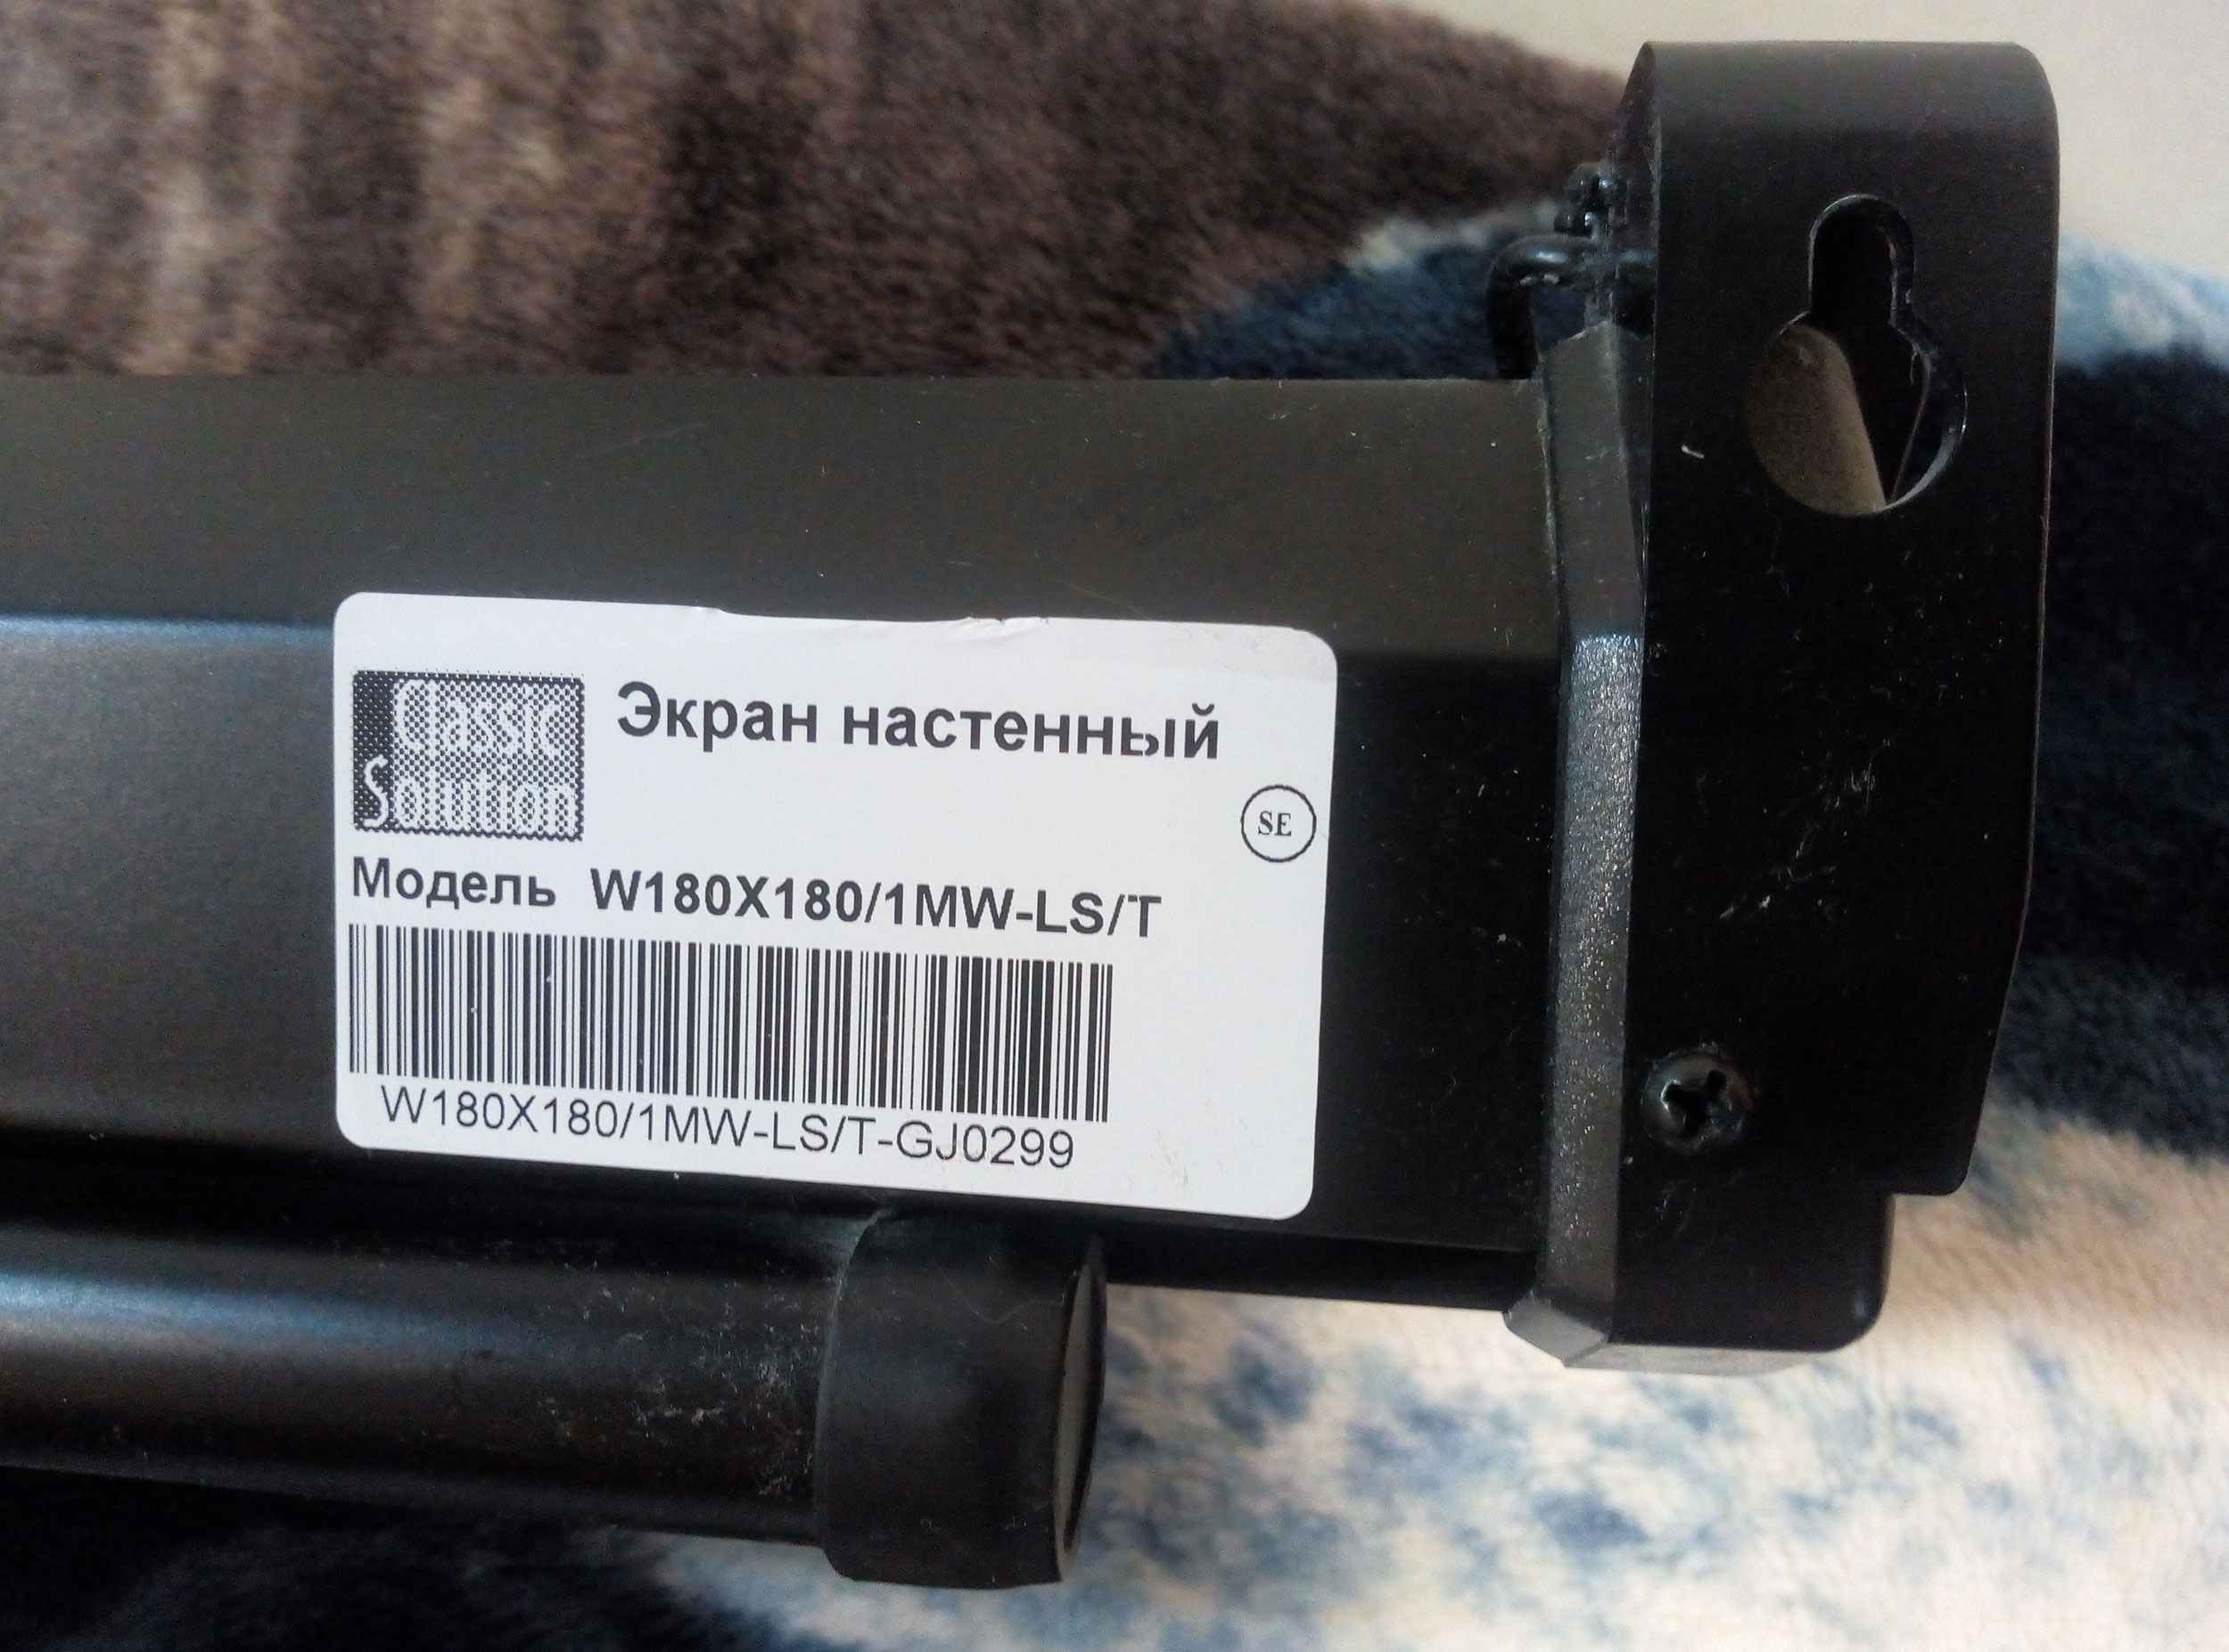 Classic
Solution
Экран настенный
SE
Модель W180X180/1MW-LS/T
W180X180/1MW-LS/T-GJ0299